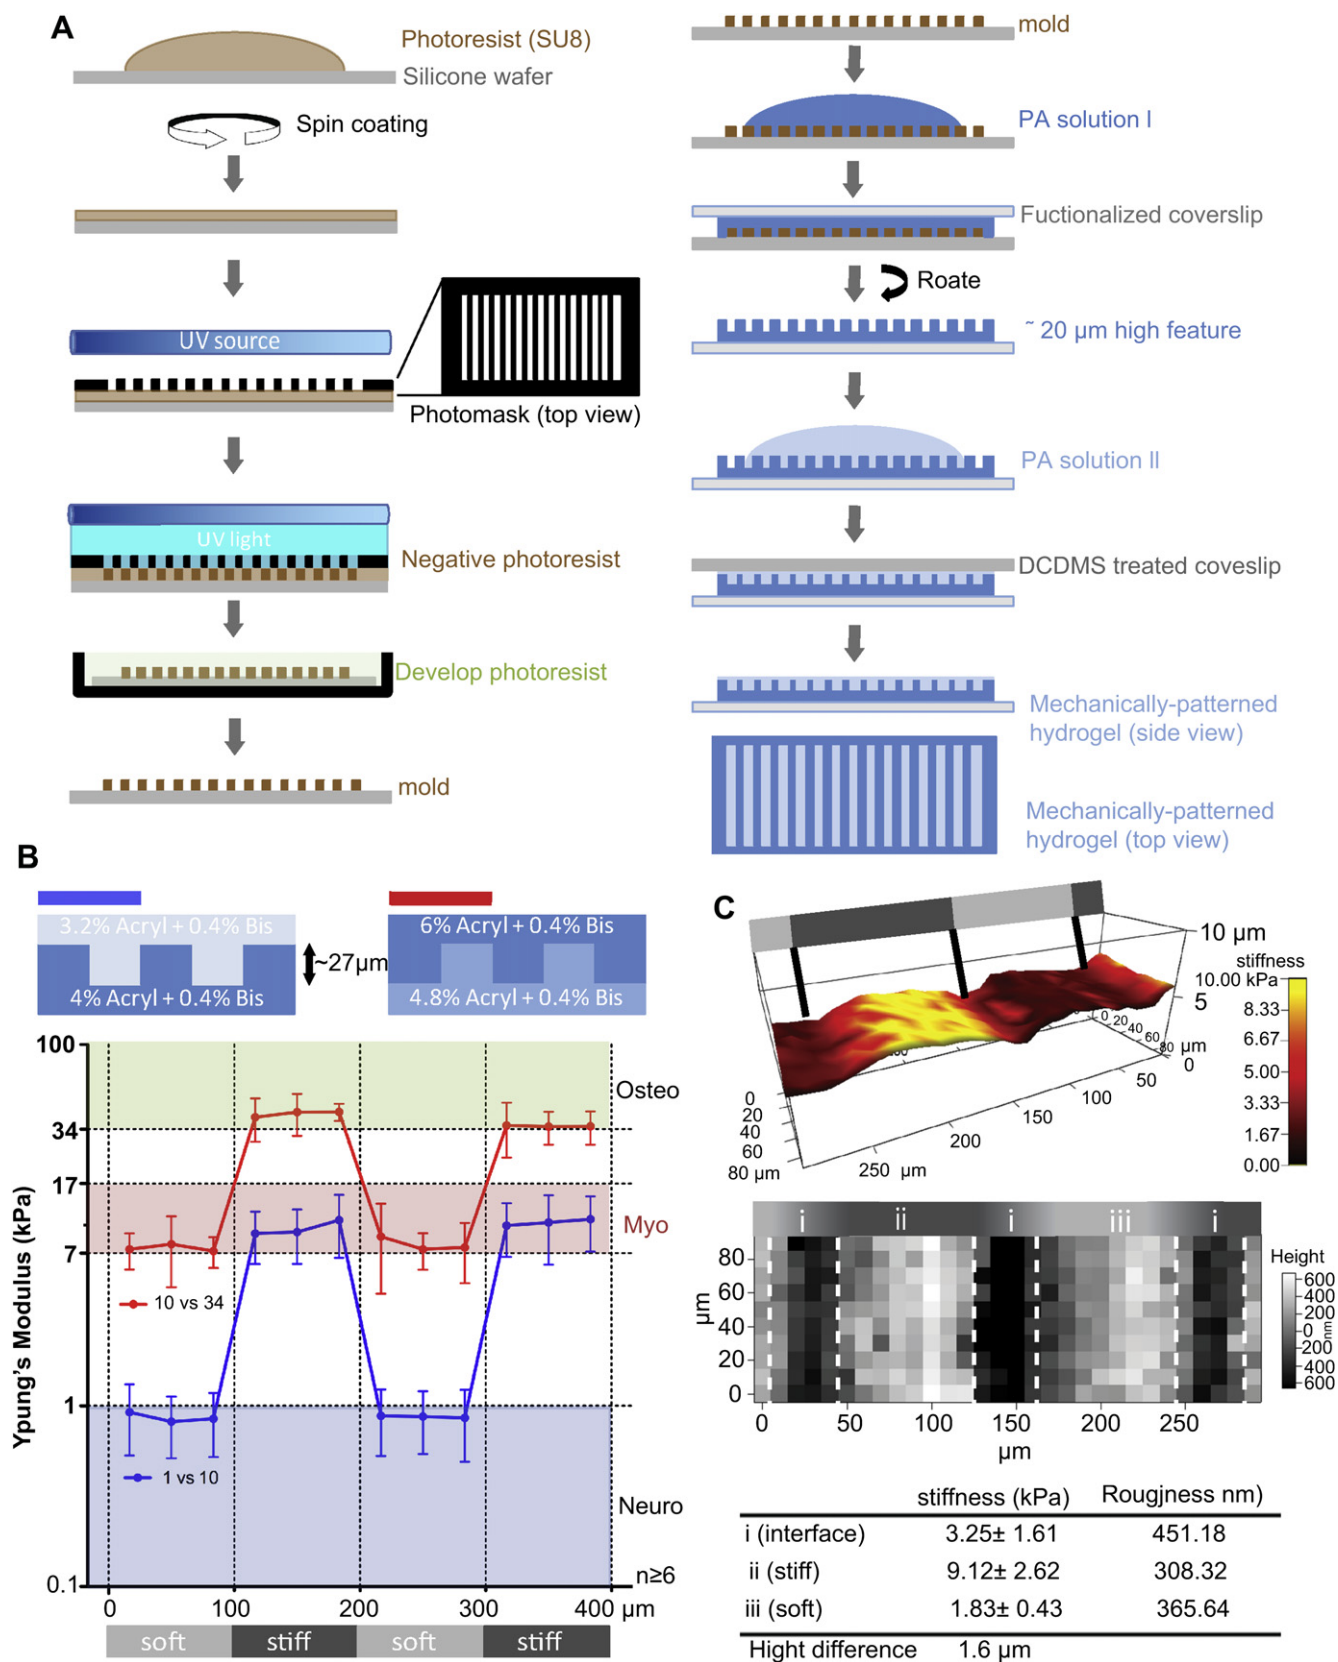 A
Photoresist (SU8)
Silicone wafer
Spin coating
UV source
Photomask (top view)
UV light
Negative photoresist
Develop photoresist
mold
mold
PA solution I
Fuctionalized coverslip
Roate
~ 20 μm high feature
PA solution II
DCDMS treated coveslip
Mechanically-patterned
hydrogel (side view)
Mechanically-patterned
hydrogel (top view)
B
3.2% Acryl + 0.4% Bis
4% Acryl + 0.4% Bis
~27μm
6% Acryl + 0.4% Bis
4.8% Acryl + 0.4% Bis
Ypung's Modulus (kPa)
100
34
17
7
1
0.1
Osteo
Myo
Neuro
10 vs 34
1 vs 10
n≥6
0 100 200 300 400 μm
soft stiff soft stiff
C
10 μm
5
0
stiffness
10.00 kPa
8.33
6.67
5.00
3.33
1.67
0.00
0
20
40
60
80 μm
250 μm 200 150 100 50
0 20 40 60 80
μm
i ii i iii i
80
60
40
20
0
μm
0 50 100 150 200 250
μm
Height
600
400
200
0
200
400
600
nm
stiffness (kPa) Rougjness nm)
i (interface) 3.25± 1.61 451.18
ii (stiff) 9.12± 2.62 308.32
iii (soft) 1.83± 0.43 365.64
Hight difference 1.6 μm